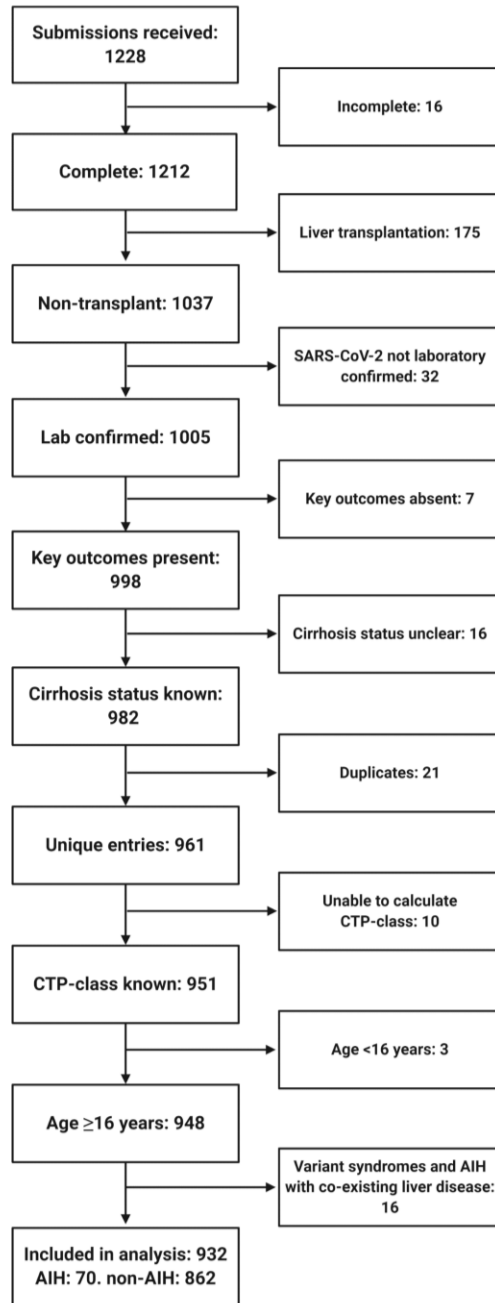 Submissions received:
1228
Incomplete: 16
Complete: 1212
Liver transplantation: 175
Non-transplant: 1037
SARS-CoV-2 not laboratory
confirmed: 32
Lab confirmed: 1005
Key outcomes absent: 7
Key outcomes present:
998
Cirrhosis status unclear: 16
Cirrhosis status known:
982
Duplicates: 21
Unique entries: 961
Unable to calculate
CTP-class: 10
CTP-class known: 951
Age <16 years: 3
Age ≥16 years: 948
Variant syndromes and AIH
with co-existing liver disease:
16
Included in analysis: 932
AIH: 70. non-AIH: 862